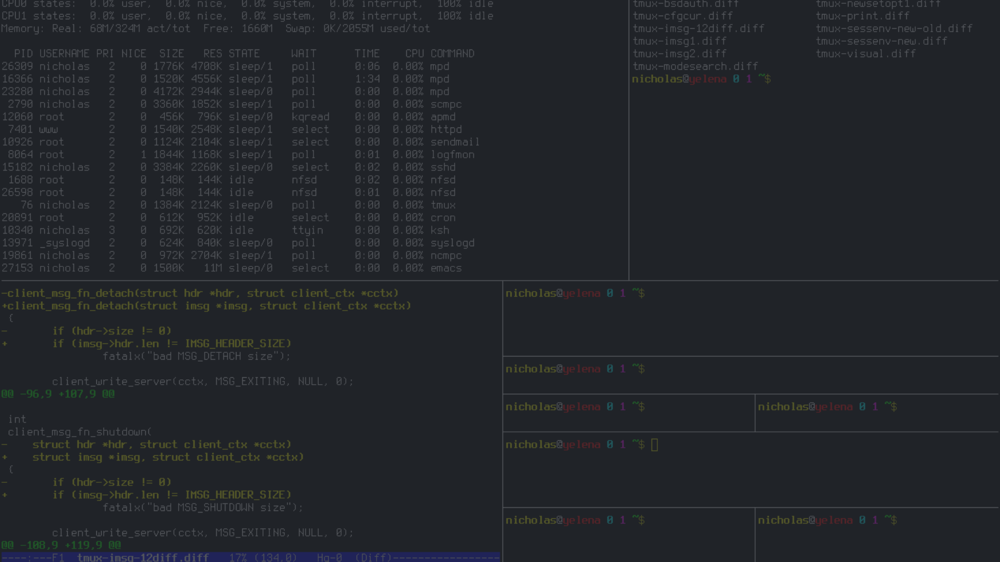 CPU0 states:  0.0% user,  0.0% nice,  0.0% system,  0.0% interrupt,  100% idle
CPU1 states:  0.0% user,  0.0% nice,  0.0% system,  0.0% interrupt,  100% idle
Memory: Real: 68M/324M act/tot  Free: 1660M  Swap: 0K/2055M used/tot
  PID USERNAME PRI NICE  SIZE   RES STATE     WAIT      TIME    CPU COMMAND
26309 nicholas   2    0 1776K 4708K sleep/1   poll      0:06  0.00% mpd
16366 nicholas   2    0 1520K 4556K sleep/1   poll      1:34  0.00% mpd
23280 nicholas   2    0 4172K 2944K sleep/0   poll      0:00  0.00% mpd
 2790 nicholas   2    0 3360K 1852K sleep/1   poll      0:00  0.00% scmpc
12060 root       2    0  456K  796K sleep/0   kqread    0:00  0.00% apmd
 7401 www        2    0 1540K 2548K sleep/1   select    0:00  0.00% httpd
10926 root       2    0 1124K 2104K sleep/1   select    0:00  0.00% sendmail
 8064 root       2    1 1844K 1168K sleep/1   poll      0:01  0.00% logfmon
15182 nicholas   2    0 3384K 2260K sleep/0   select    0:02  0.00% sshd
 1688 root       2    0  148K  144K idle      nfsd      0:02  0.00% nfsd
26598 root       2    0  148K  144K idle      nfsd      0:01  0.00% nfsd
   76 nicholas   2    0 1384K 2124K sleep/0   poll      0:00  0.00% tmux
20891 root       2    0  612K  952K idle      select    0:00  0.00% cron
10340 nicholas   3    0  692K  620K idle      ttyin     0:00  0.00% ksh
13971 _syslogd   2    0  624K  840K sleep/0   poll      0:00  0.00% syslogd
19861 nicholas   2    0  972K 2704K sleep/1   poll      0:00  0.00% ncmpc
27153 nicholas   2    0 1500K   11M sleep/0   select    0:00  0.00% emacs
tmux-bsdauth.diff            tmux-newsetopt1.diff
tmux-cfgcur.diff             tmux-print.diff
tmux-imsg-12diff.diff        tmux-sessenv-new-old.diff
tmux-imsg1.diff              tmux-sessenv-new.diff
tmux-imsg2.diff              tmux-visual.diff
tmux-modesearch.diff
nicholas@yelena 0 1 ~$
-client_msg_fn_detach(struct hdr *hdr, struct client_ctx *cctx)
+client_msg_fn_detach(struct imsg *imsg, struct client_ctx *cctx)
 {
-       if (hdr->size != 0)
+       if (imsg->hdr.len != IMSG_HEADER_SIZE)
                fatalx("bad MSG_DETACH size");
        client_write_server(cctx, MSG_EXITING, NULL, 0);
@@ -96,9 +107,9 @@
 int
 client_msg_fn_shutdown(
-    struct hdr *hdr, struct client_ctx *cctx)
+    struct imsg *imsg, struct client_ctx *cctx)
 {
-       if (hdr->size != 0)
+       if (imsg->hdr.len != IMSG_HEADER_SIZE)
                fatalx("bad MSG_SHUTDOWN size");
        client_write_server(cctx, MSG_EXITING, NULL, 0);
@@ -108,9 +119,9 @@
----:---F1  tmux-imsg-12diff.diff   17% (134,0)   Hg-0  (Diff)-----------------
nicholas@yelena 0 1 ~$
nicholas@yelena 0 1 ~$
nicholas@yelena 0 1 ~$
nicholas@yelena 0 1 ~$
nicholas@yelena 0 1 ~$
nicholas@yelena 0 1 ~$
nicholas@yelena 0 1 ~$